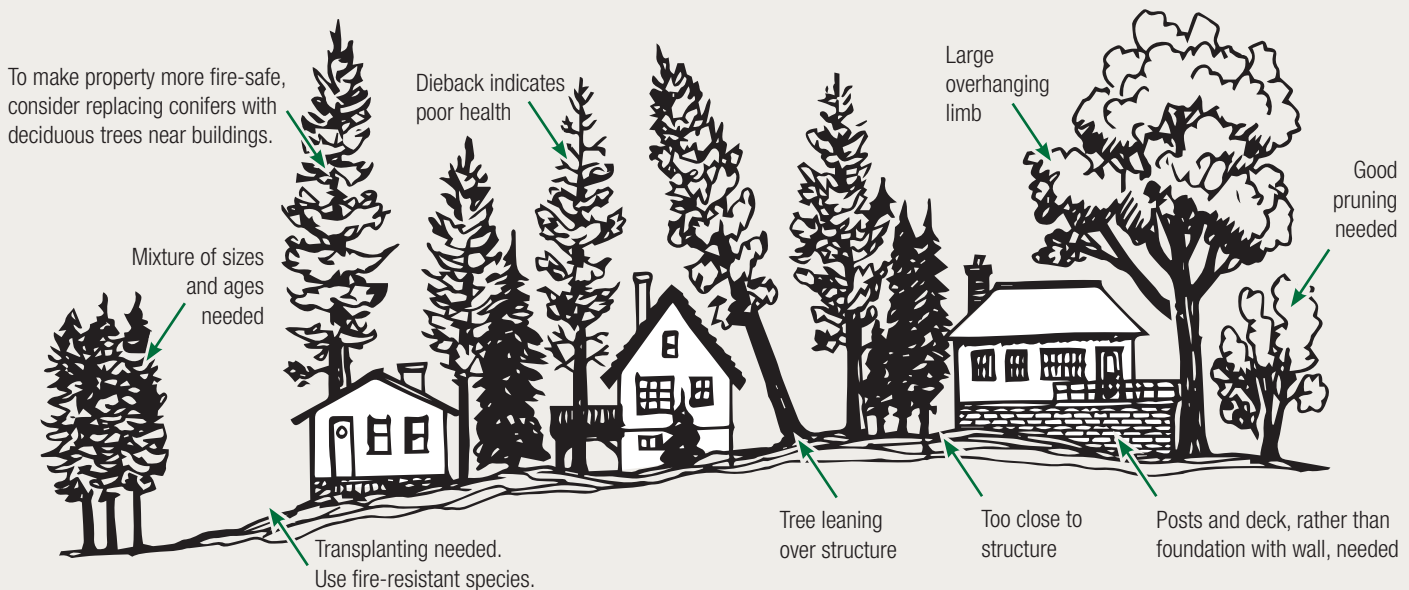 To make property more fire-safe,
consider replacing conifers with
deciduous trees near buildings.
Dieback indicates
poor health
Large
overhanging
limb
Good
pruning
needed
Mixture of sizes
and ages
needed
Transplanting needed.
Use fire-resistant species.
Tree leaning
over structure
Too close to
structure
Posts and deck, rather than
foundation with wall, needed